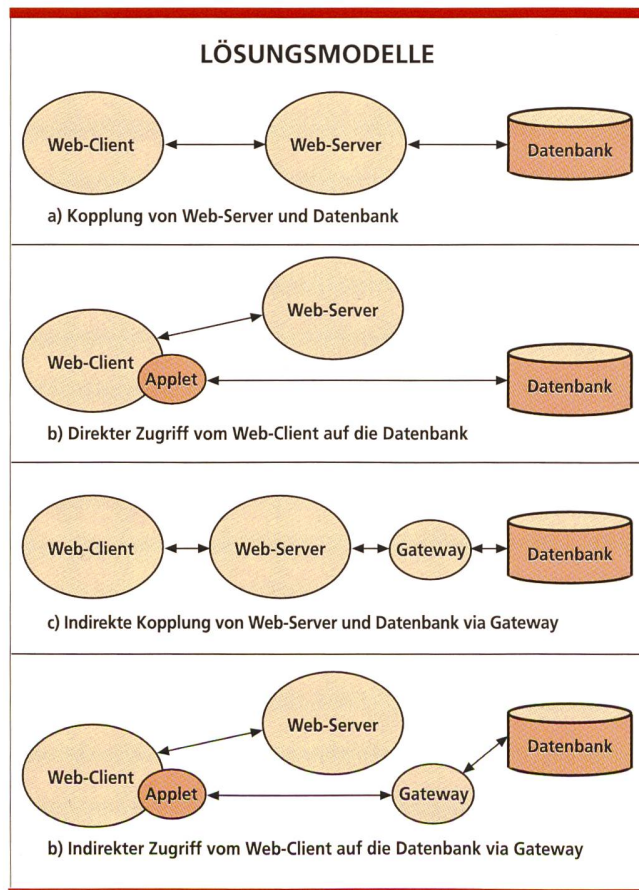 LÖSUNGSMODELLE
Web-Client
Web-Server
Datenbank
a) Kopplung von Web-Server und Datenbank
Web-Server
Web-Client
Applet
Datenbank
b) Direkter Zugriff vom Web-Client auf die Datenbank
Web-Client
Web-Server
Gateway
Datenbank
c) Indirekte Kopplung von Web-Server und Datenbank via Gateway
Web-Server
Datenbank
Web-Client
Applet
Gateway
b) Indirekter Zugriff vom Web-Client auf die Datenbank via Gateway